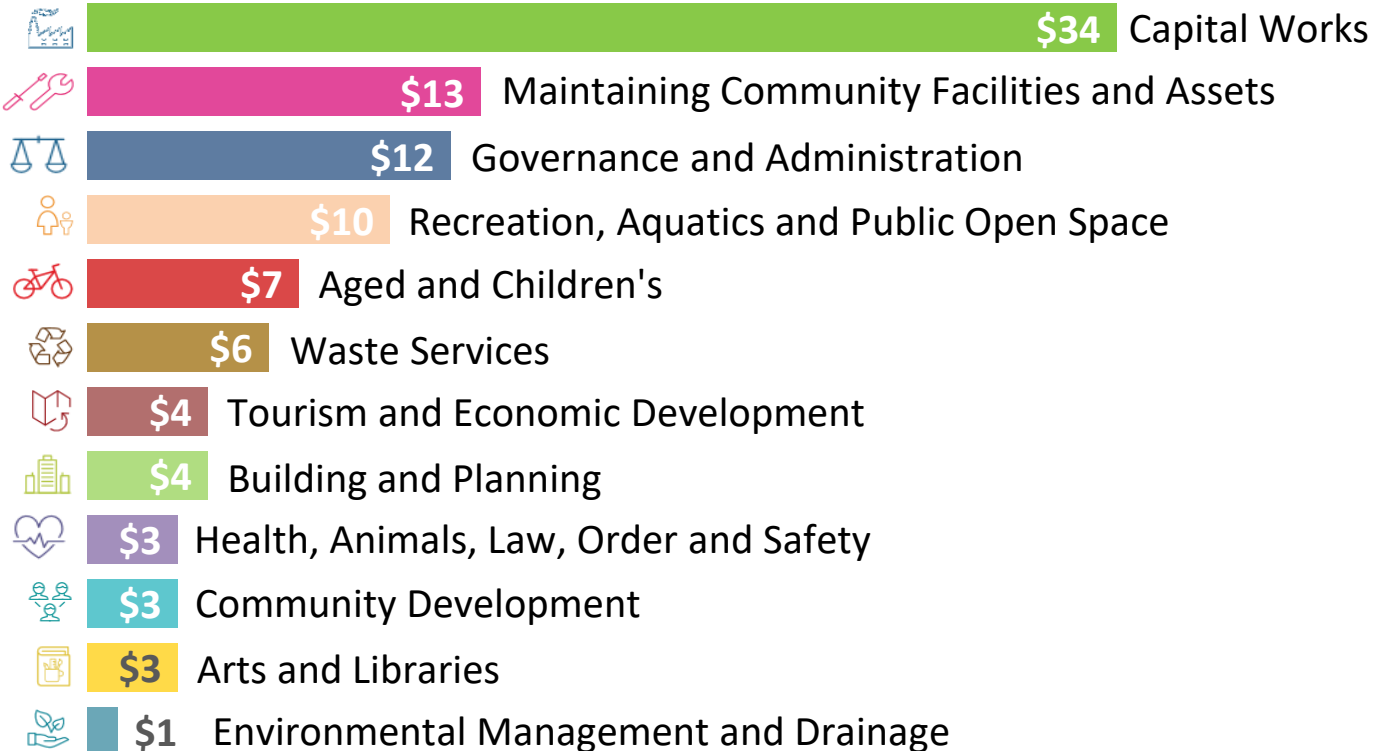 $34 Capital Works
$13 Maintaining Community Facilities and Assets
$12 Governance and Administration
$10 Recreation, Aquatics and Public Open Space
$7 Aged and Children's
$6 Waste Services
$4 Tourism and Economic Development
$4 Building and Planning
$3 Health, Animals, Law, Order and Safety
$3 Community Development
$3 Arts and Libraries
$1 Environmental Management and Drainage